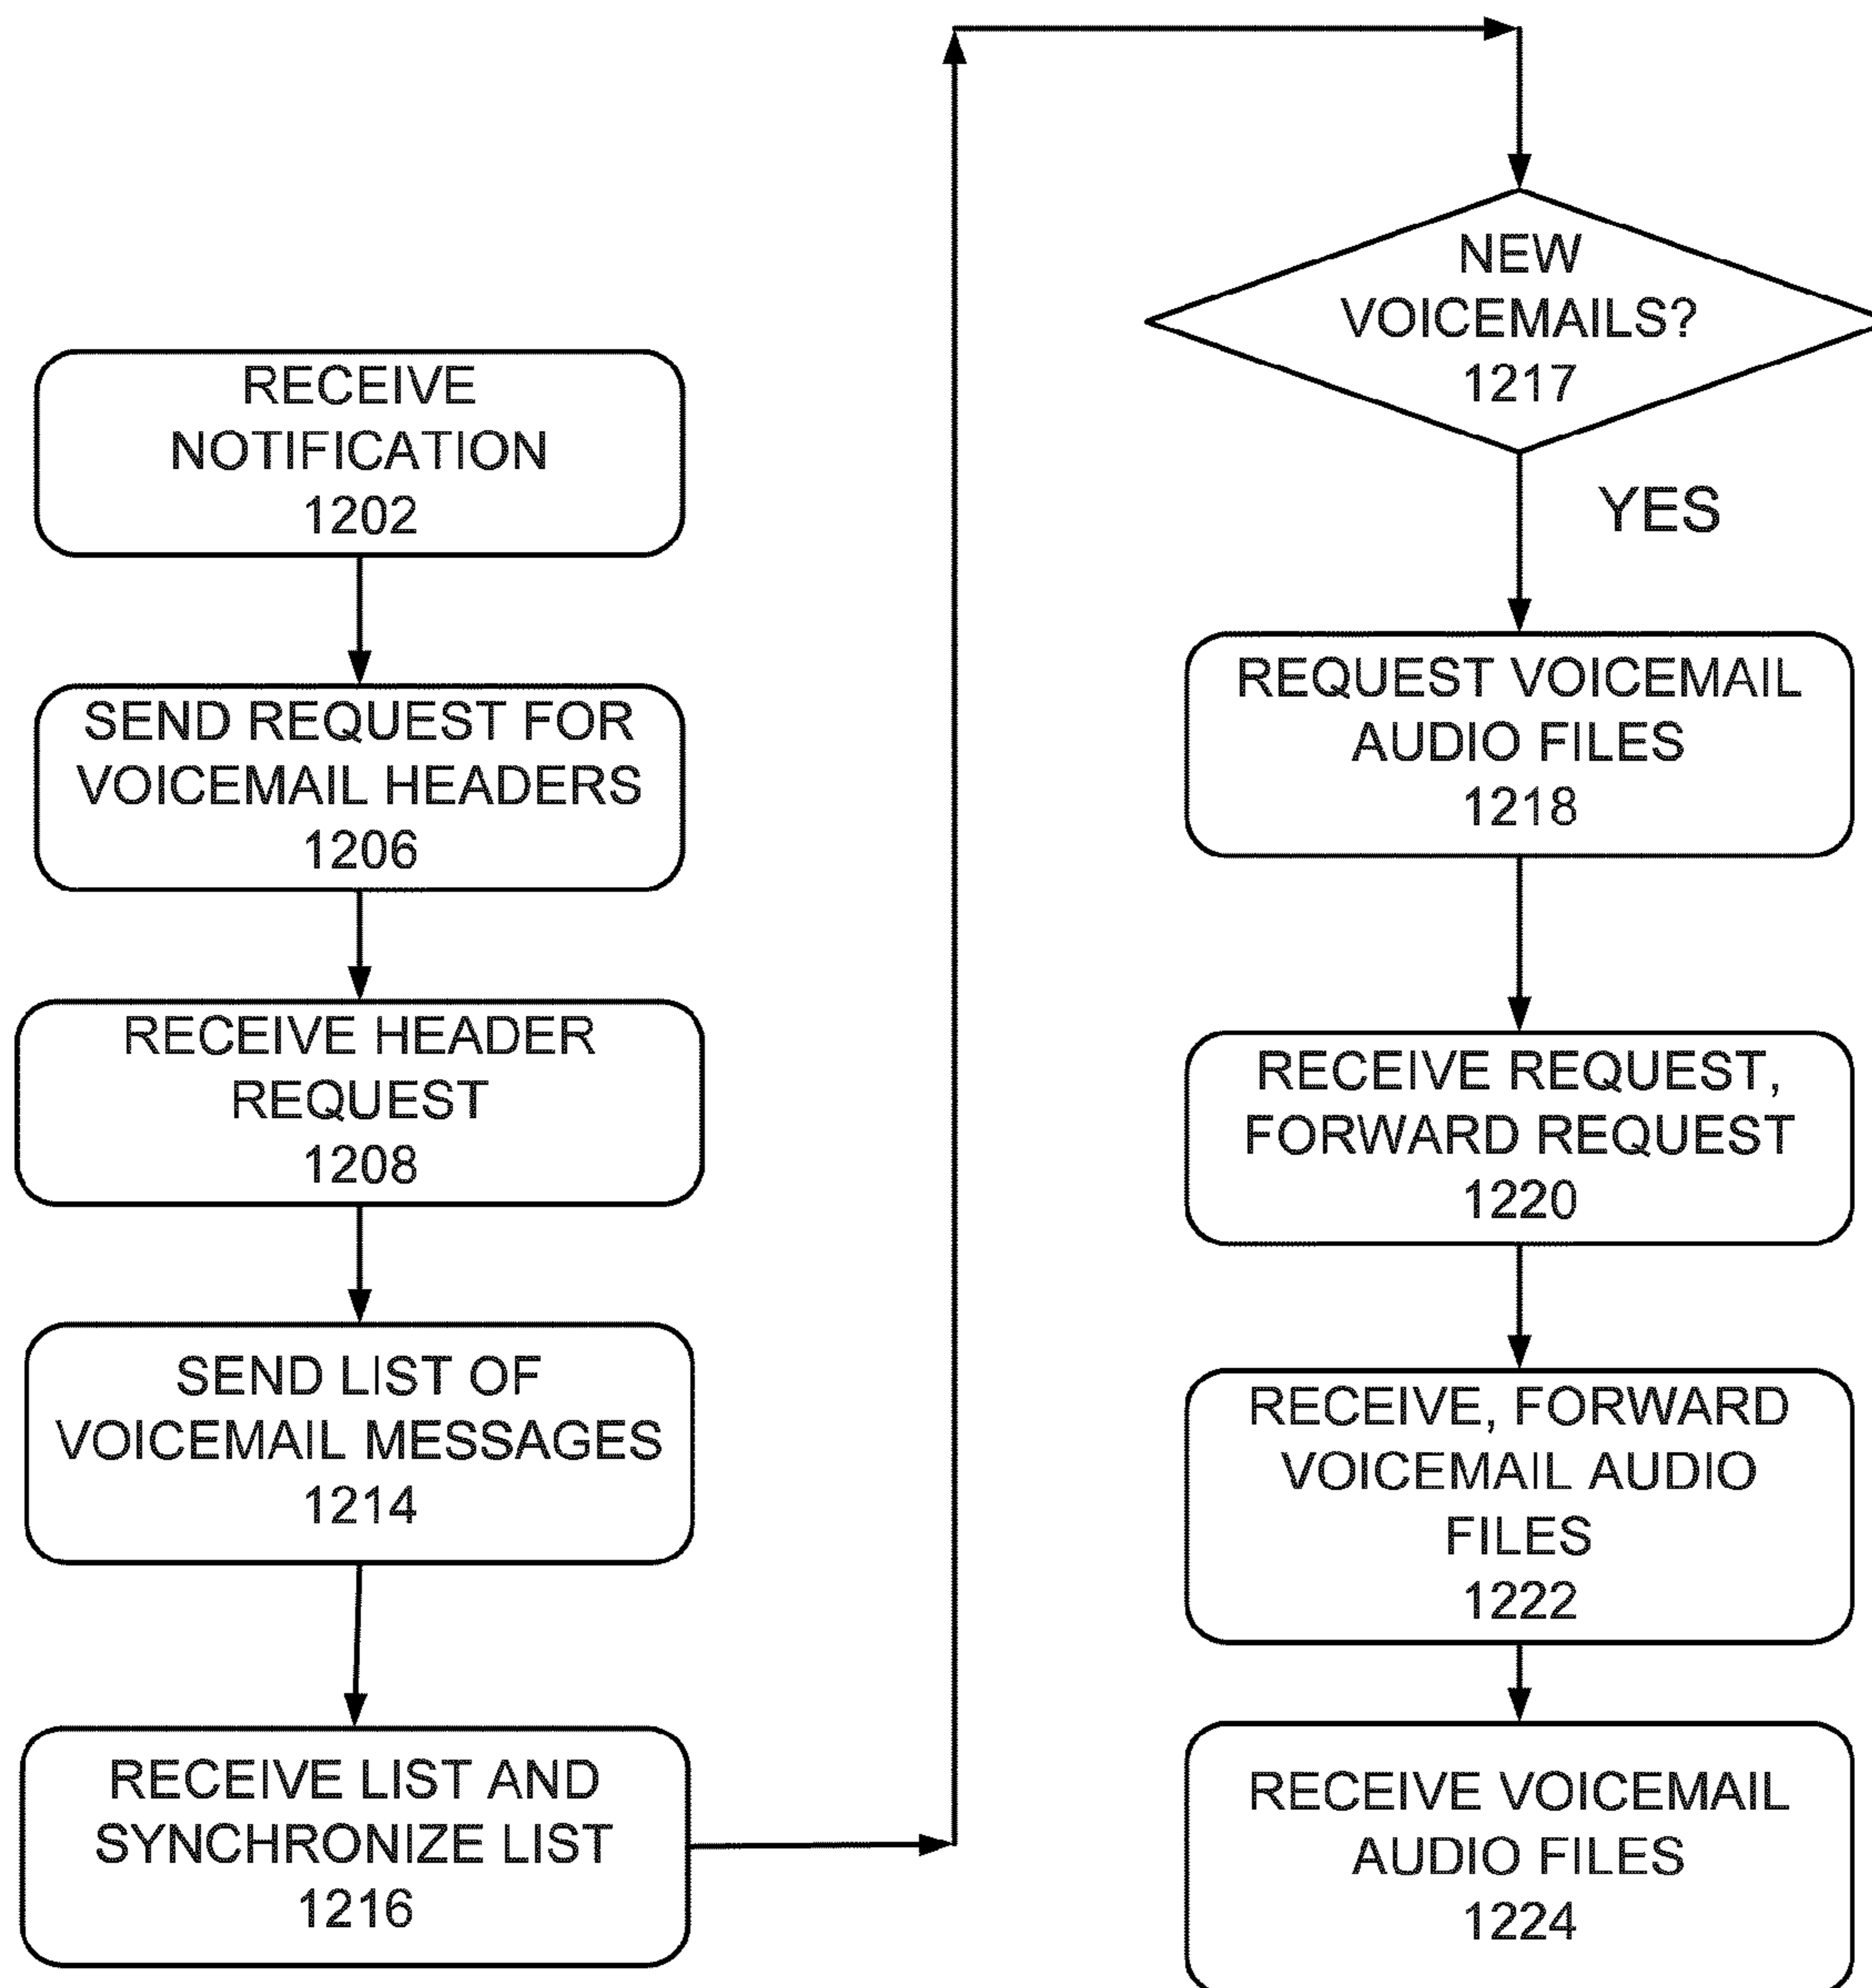 RECEIVE
NOTIFICATION
1202
SEND REQUEST FOR
VOICEMAIL HEADERS
1206
RECEIVE HEADER
REQUEST
1208
SEND LIST OF
VOICEMAIL MESSAGES
1214
RECEIVE LIST AND
SYNCHRONIZE LIST
1216
NEW
VOICEMAILS?
1217
YES
REQUEST VOICEMAIL
AUDIO FILES
1218
RECEIVE REQUEST,
FORWARD REQUEST
1220
RECEIVE, FORWARD
VOICEMAIL AUDIO
FILES
1222
RECEIVE VOICEMAIL
AUDIO FILES
1224